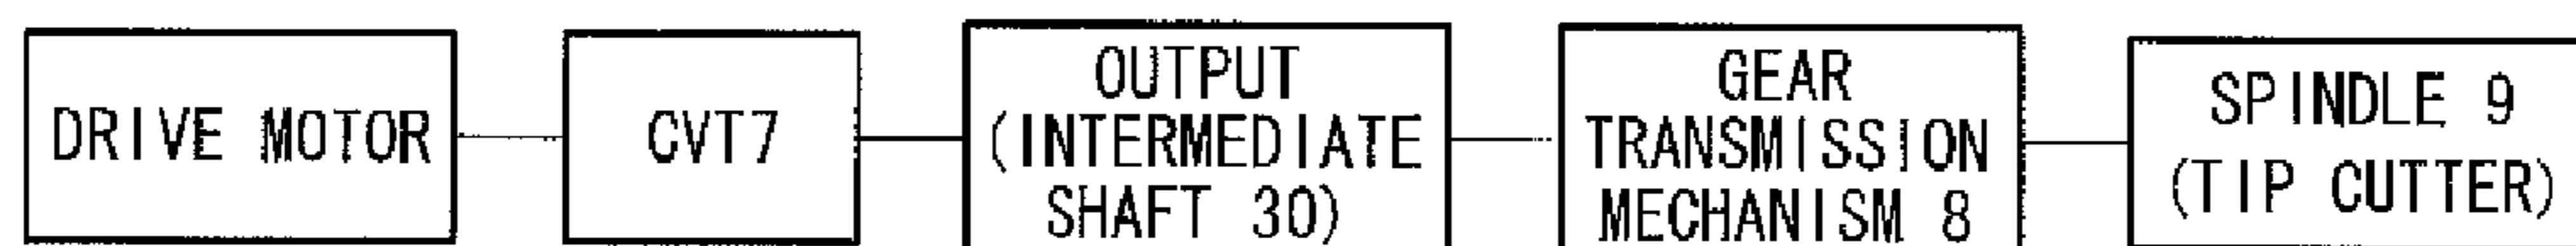 DRIVE MOTOR
CVT7
OUTPUT
(INTERMEDIATE
SHAFT 30)
GEAR
TRANSMISSION
MECHANISM 8
SPINDLE 9
(TIP CUTTER)